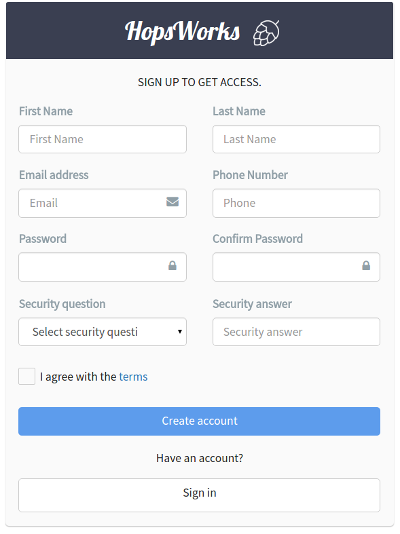 HopsWorks
SIGN UP TO GET ACCESS.
First Name Last Name
First Name Last Name
Email address Phone Number
Email Phone
Password Confirm Password
Security question Security answer
Select security questi Security answer
I agree with the terms
Create account
Have an account?
Sign in